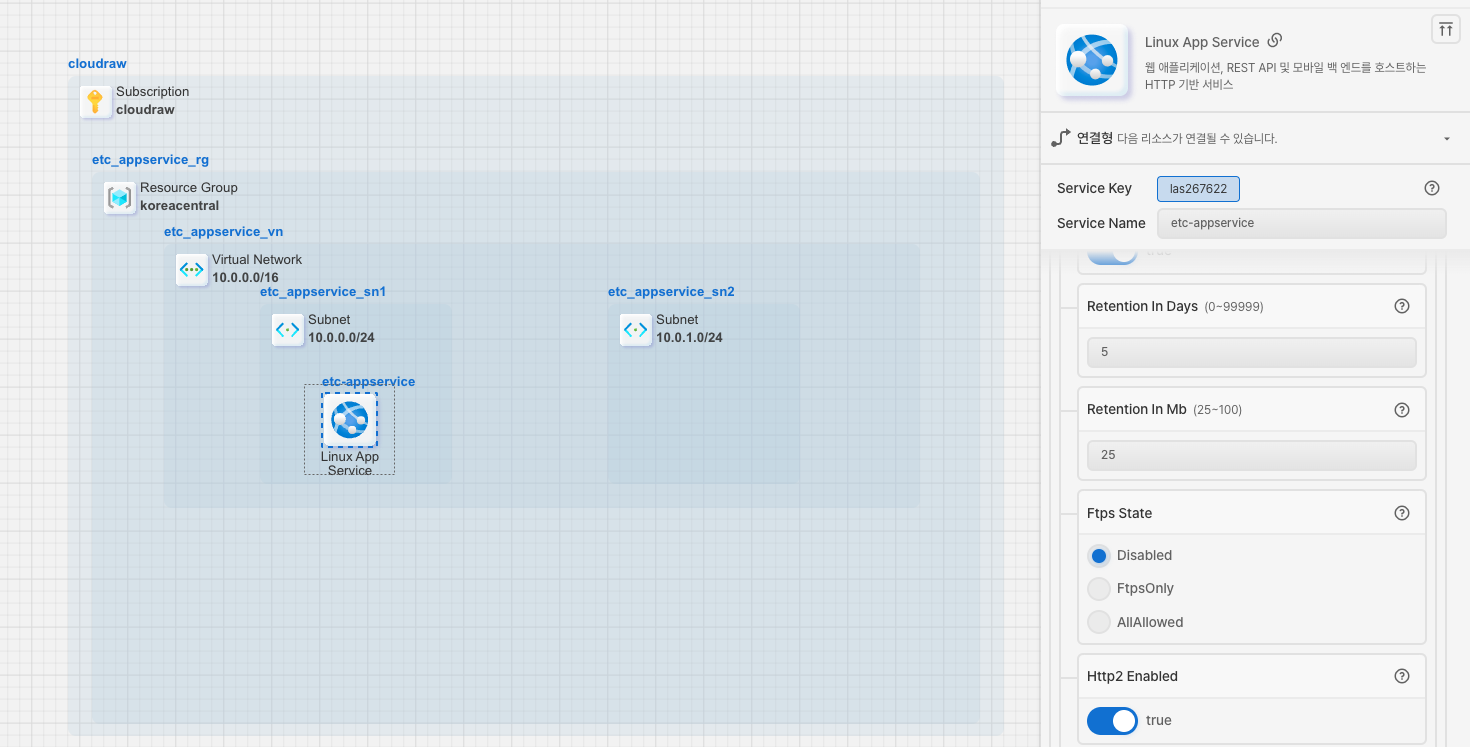 cloudraw
Subscription
cloudraw
etc_appservice_rg
Resource Group
koreacentral
etc_appservice_vn
Virtual Network
10.0.0.0/16
etc_appservice_sn1
Subnet
10.0.0.0/24
etc_appservice_sn2
Subnet
10.0.1.0/24
etc-appservice
Linux App
Service
Linux App Service
웹 애플리케이션, REST API 및 모바일 백 엔드를 호스트하는
HTTP 기반 서비스
연결형 다음 리소스가 연결될 수 있습니다.
Service Key las267622
Service Name etc-appservice
true
Retention In Days (0~99999)
5
Retention In Mb (25~100)
25
Ftps State
Disabled
FtpsOnly
AllAllowed
Http2 Enabled
true